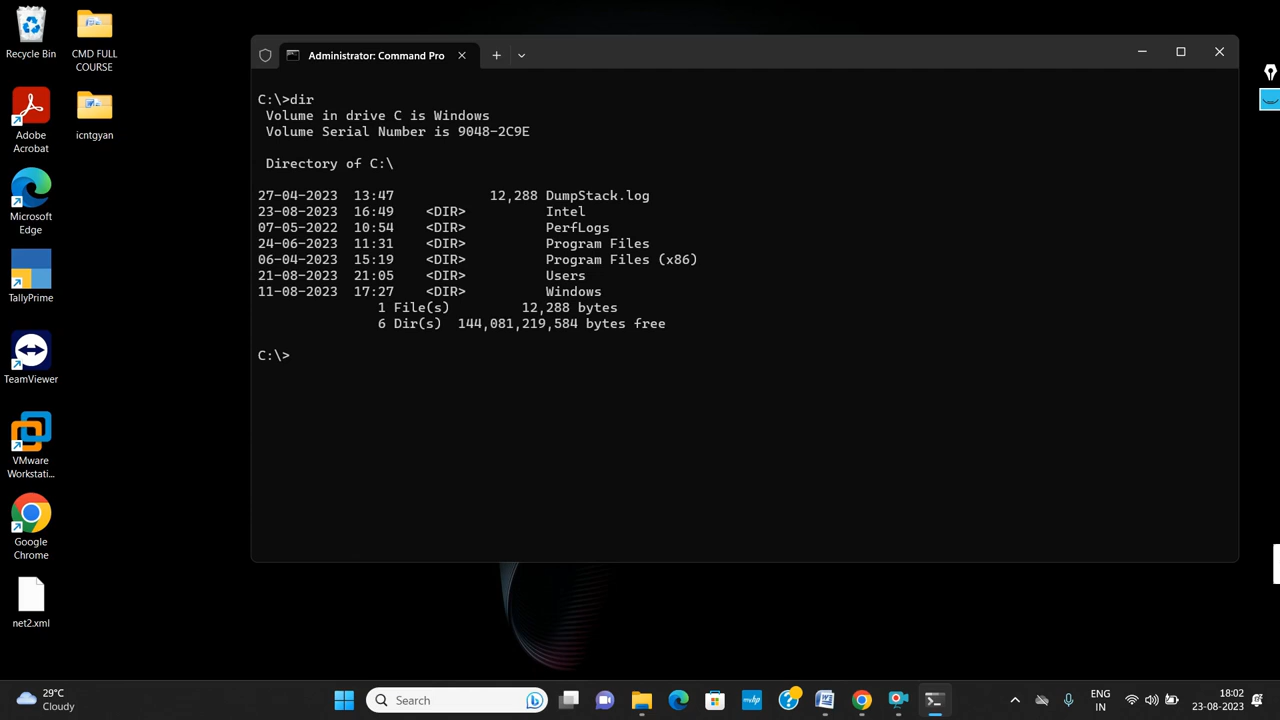 Recycle Bin
CMD FULL
COURSE
Adobe
Acrobat
icntgyan
Microsoft
Edge
TallyPrime
TeamViewer
VMware
Workstati...
Google
Chrome
net2.xml
Administrator: Command Pro
C:\>dir
Volume in drive C is Windows
Volume Serial Number is 9048-2C9E
Directory of C:\
27-04-2023 13:47 12,288 DumpStack.log
23-08-2023 16:49 <DIR> Intel
07-05-2022 10:54 <DIR> PerfLogs
24-06-2023 11:31 <DIR> Program Files
06-04-2023 15:19 <DIR> Program Files (x86)
21-08-2023 21:05 <DIR> Users
11-08-2023 17:27 <DIR> Windows
1 File(s) 12,288 bytes
6 Dir(s) 144,081,219,584 bytes free
C:\>
29°C
Cloudy
Search
ENG
IN
18:02
23-08-2023